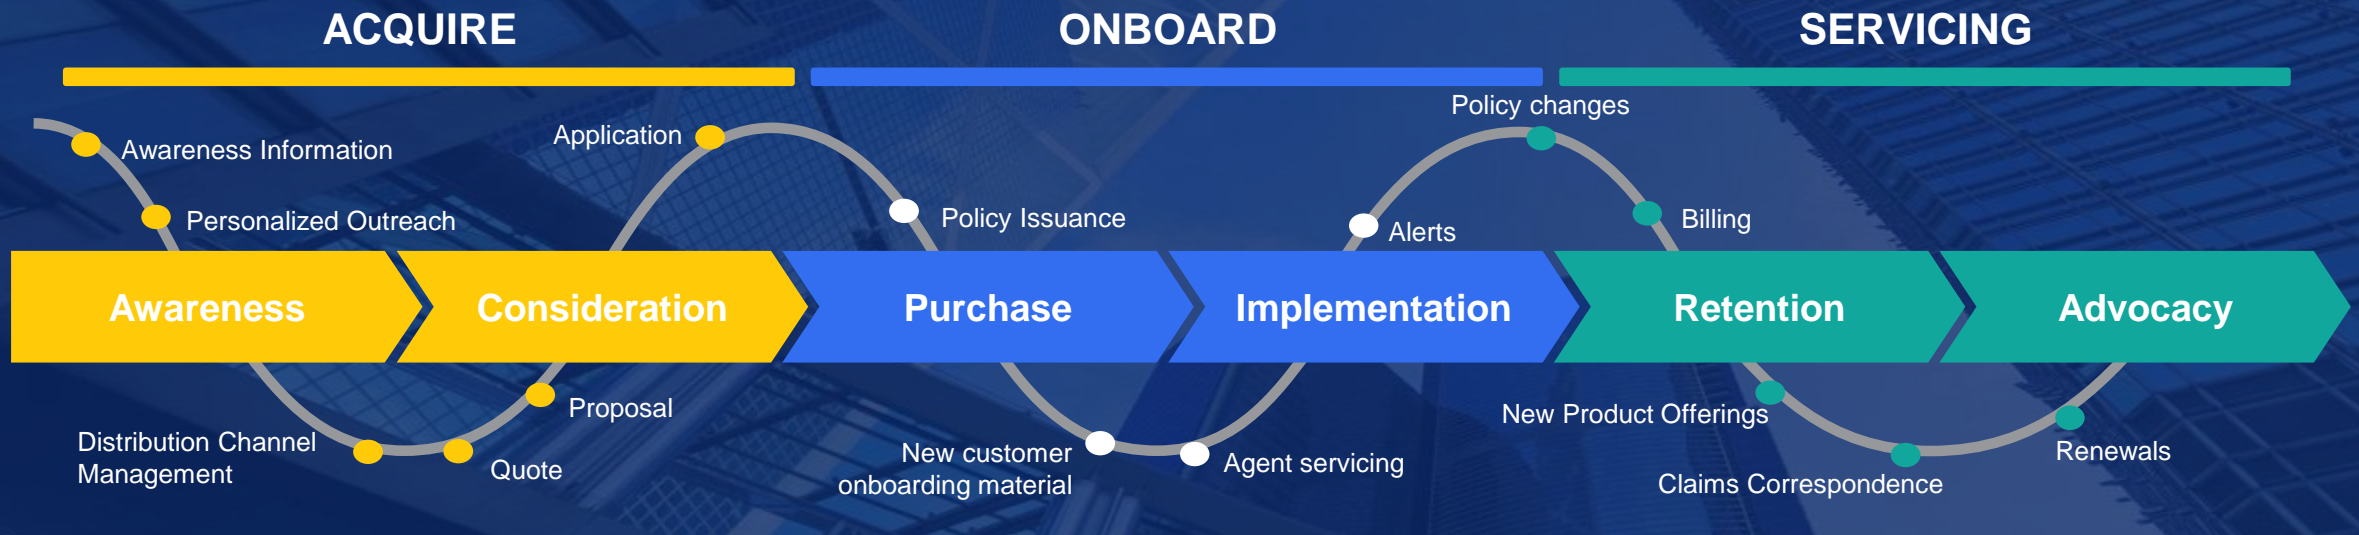 ACQUIRE
ONBOARD
SERVICING
Policy changes
Awareness Information
Application
Personalized Outreach
Policy Issuance
Alerts
Billing
Awareness
Consideration
Purchase
Implementation
Retention
Advocacy
Distribution Channel
Management
Quote
Proposal
New customer
onboarding material
Agent servicing
New Product Offerings
Claims Correspondence
Renewals